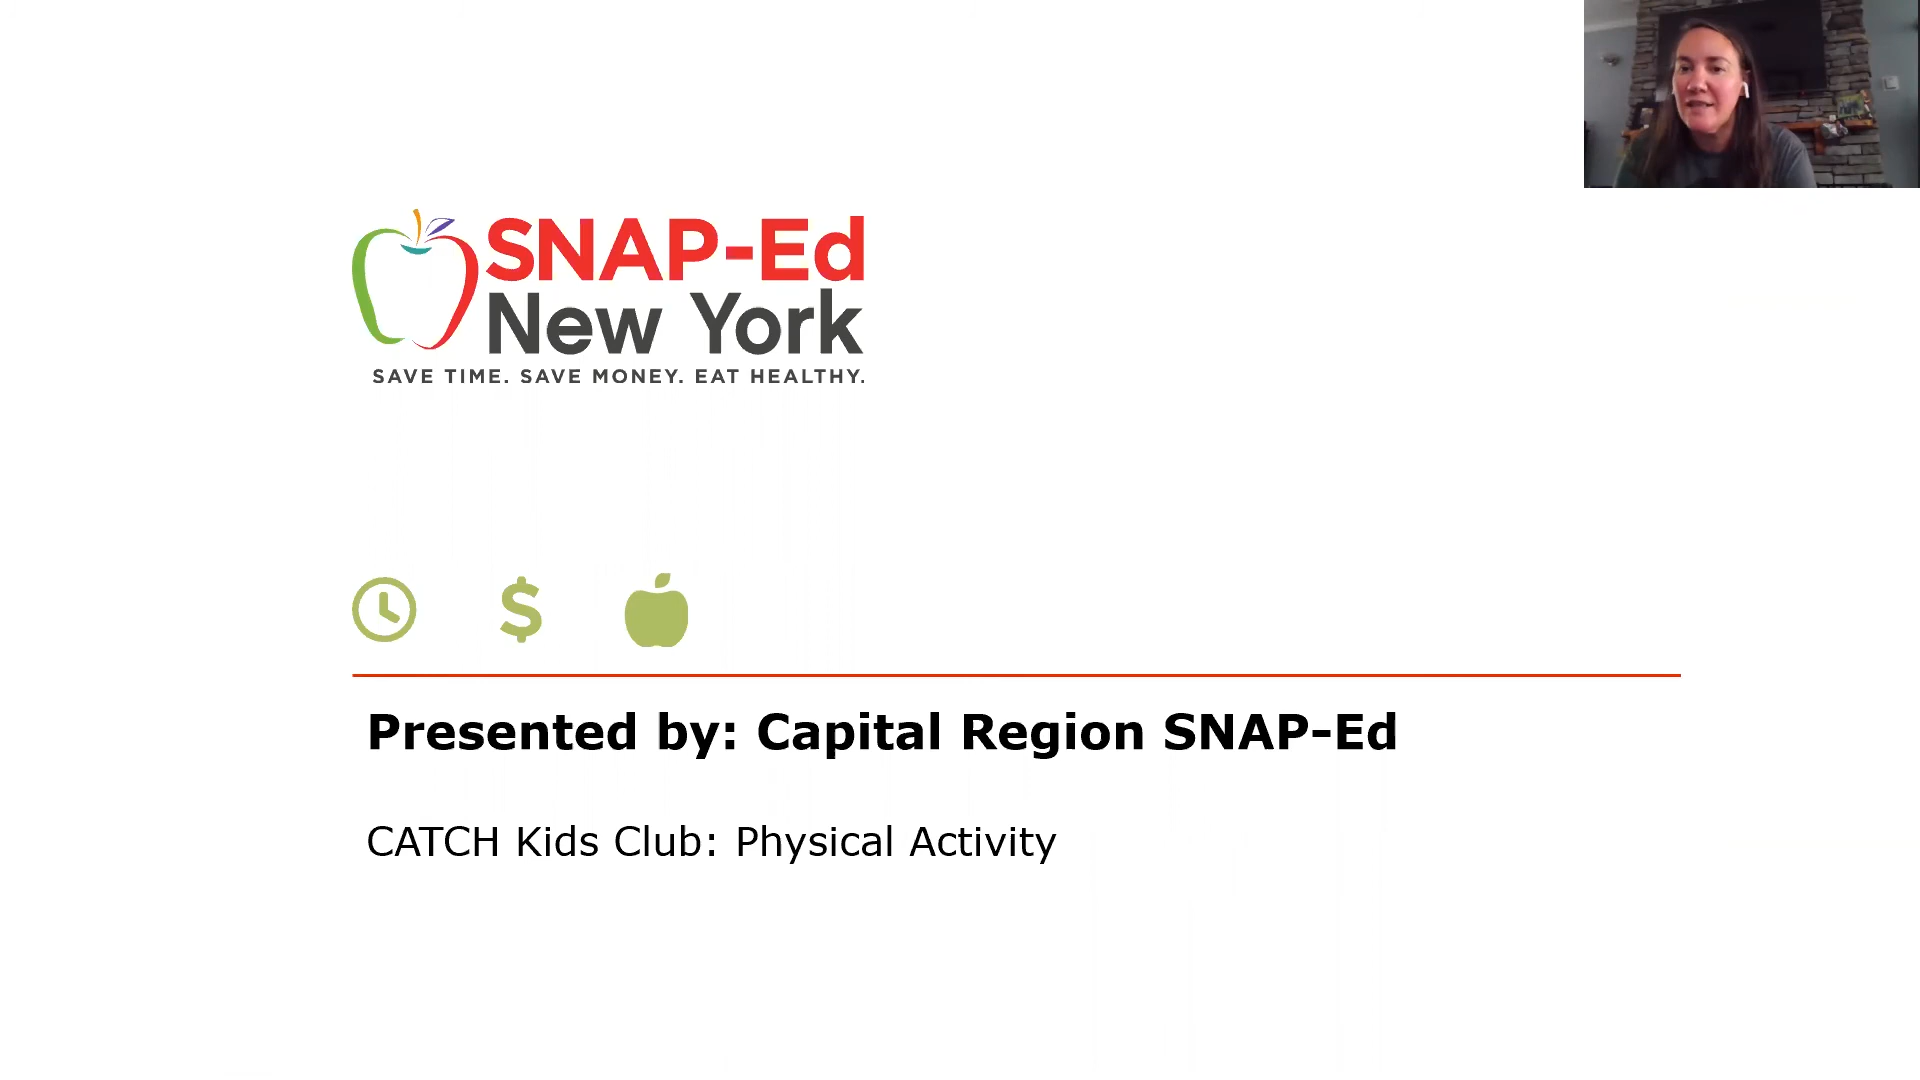 SNAP-Ed
New York
SAVE TIME. SAVE MONEY. EAT HEALTHY.
$
Presented by: Capital Region SNAP-Ed
CATCH Kids Club: Physical Activity